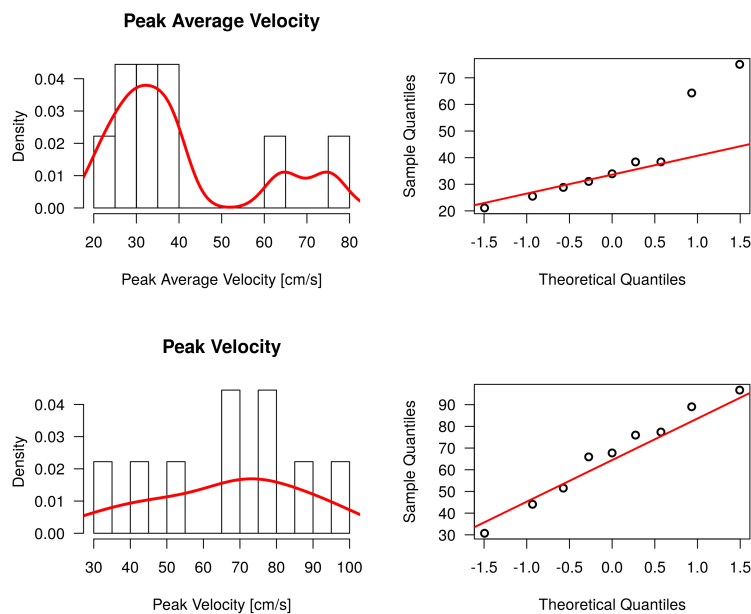 Peak Average Velocity
Density
0.00 0.01 0.02 0.03 0.04
20 30 40 50 60 70 80
Peak Average Velocity [cm/s]
Sample Quantiles
20 30 40 50 60 70
-1.5 -1.0 -0.5 0.0 0.5 1.0 1.5
Theoretical Quantiles
Peak Velocity
Density
0.00 0.01 0.02 0.03 0.04
30 40 50 60 70 80 90 100
Peak Velocity [cm/s]
Sample Quantiles
30 40 50 60 70 80 90
-1.5 -1.0 -0.5 0.0 0.5 1.0 1.5
Theoretical Quantiles